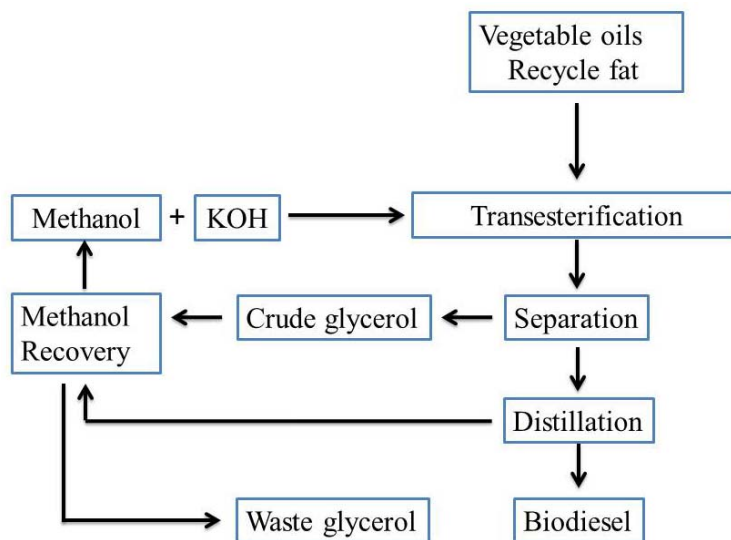 Vegetable oils
Recycle fat
Methanol + KOH
Transesterification
Methanol
Recovery
Crude glycerol
Separation
Distillation
Waste glycerol
Biodiesel